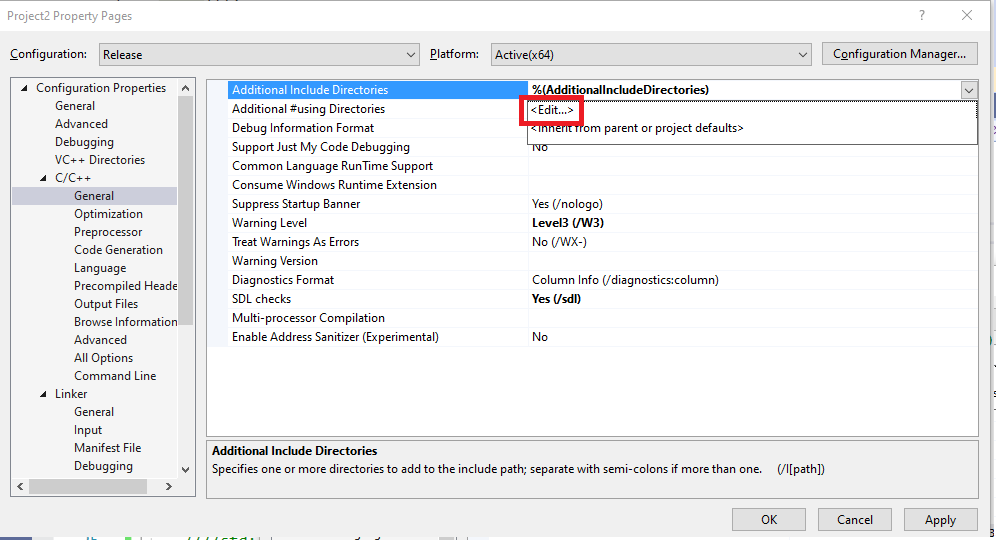 Project2 Property Pages
Configuration: Release Platform: Active(x64) Configuration Manager...
Configuration Properties
General
Advanced
Debugging
VC++ Directories
C/C++
General
Optimization
Preprocessor
Code Generation
Language
Precompiled Heade
Output Files
Browse Information
Advanced
All Options
Command Line
Linker
General
Input
Manifest File
Debugging
Additional Include Directories %(AdditionalIncludeDirectories)
Additional #using Directories <Edit...>
Debug Information Format <Inherit from parent or project defaults>
Support Just My Code Debugging No
Common Language RunTime Support
Consume Windows Runtime Extension
Suppress Startup Banner Yes (/nologo)
Warning Level Level3 (/W3)
Treat Warnings As Errors No (/WX-)
Warning Version
Diagnostics Format Column Info (/diagnostics:column)
SDL checks Yes (/sdl)
Multi-processor Compilation
Enable Address Sanitizer (Experimental) No
Additional Include Directories
Specifies one or more directories to add to the include path; separate with semi-colons if more than one. (/I[path])
OK Cancel Apply